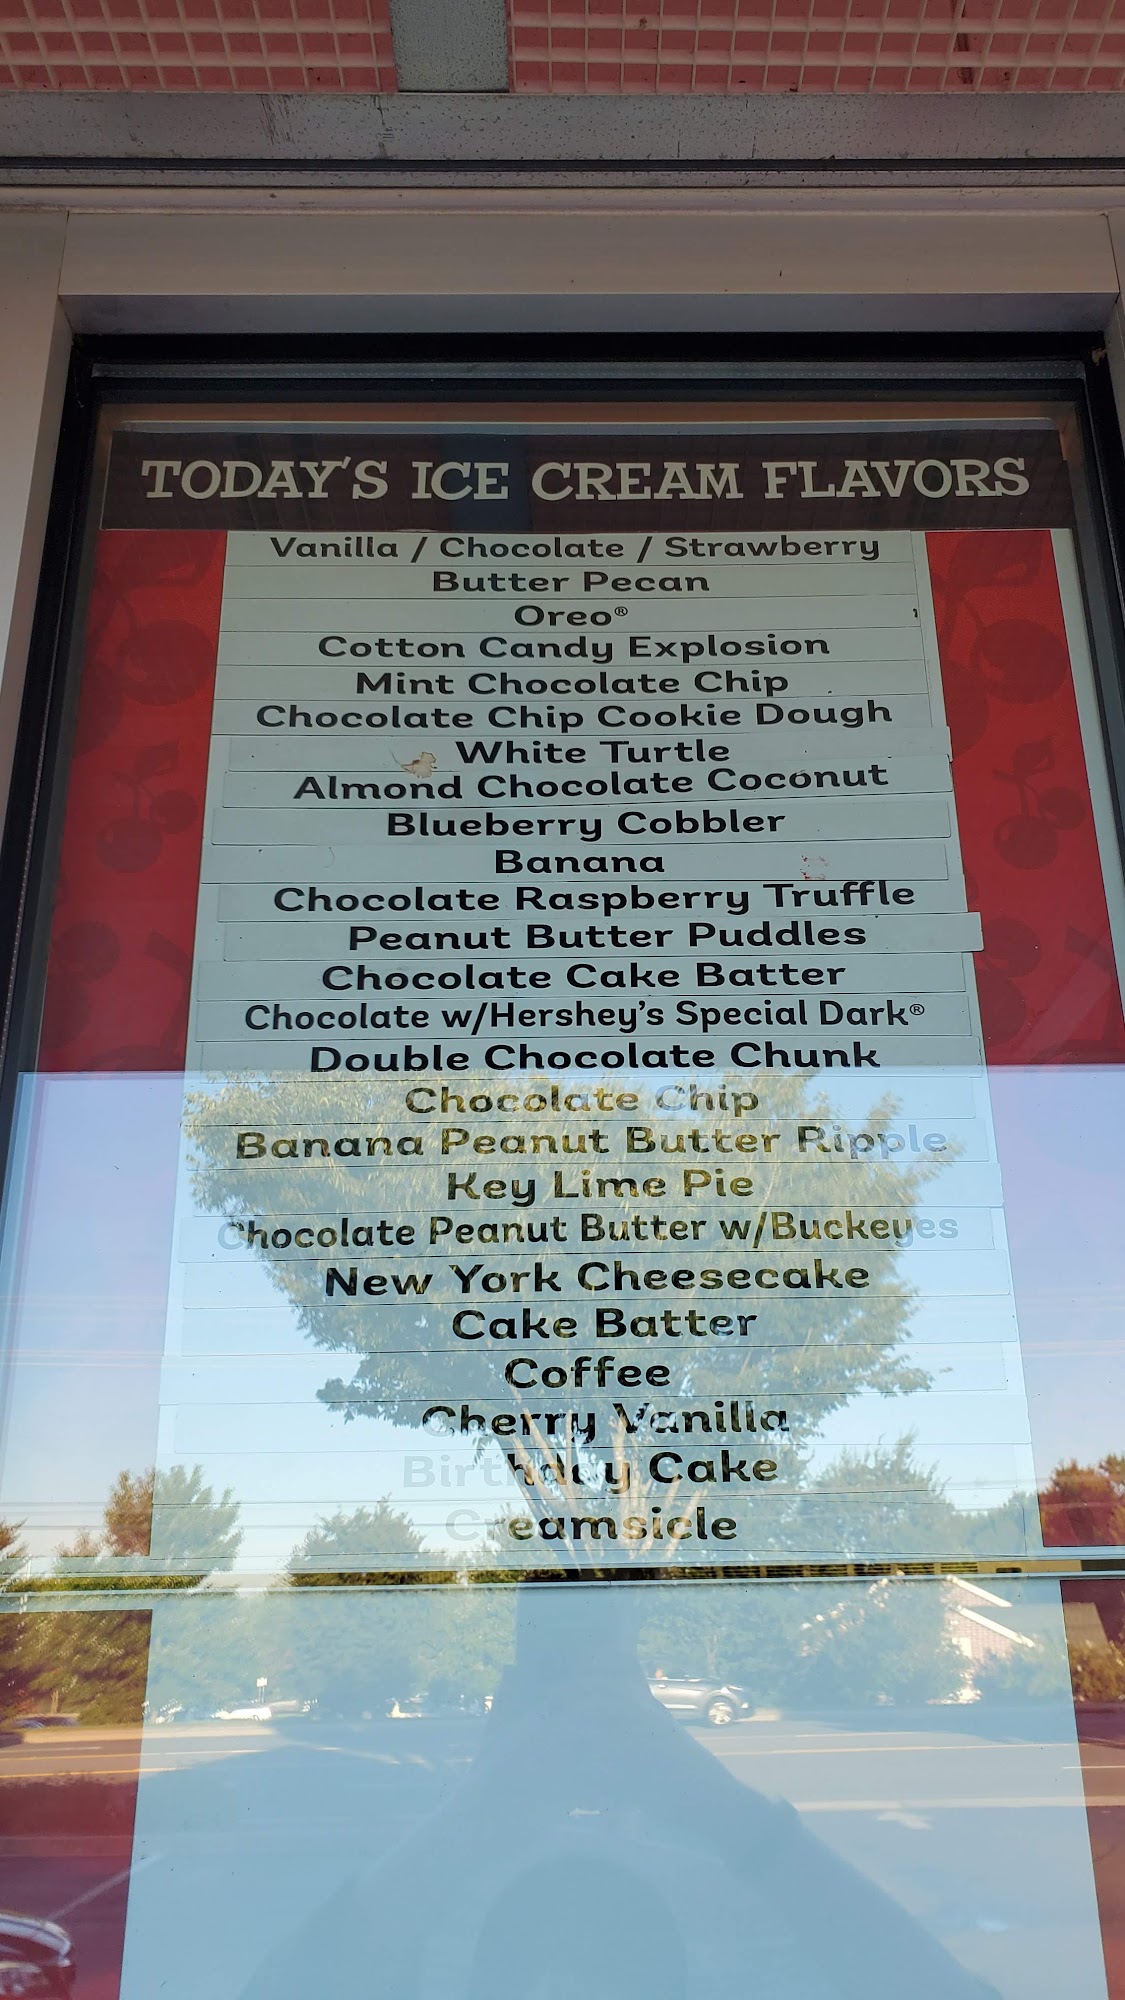 TODAY'S ICE CREAM FLAVORS
Vanilla / Chocolate / Strawberry
Butter Pecan
Oreo®
Cotton Candy Explosion
Mint Chocolate Chip
Chocolate Chip Cookie Dough
White Turtle
Almond Chocolate Coconut
Blueberry Cobbler
Banana
Chocolate Raspberry Truffle
Peanut Butter Puddles
Chocolate Cake Batter
Chocolate w/Hershey's Special Dark®
Double Chocolate Chunk
Chocolate Chip
Banana Peanut Butter Ripple
Key Lime Pie
Chocolate Peanut Butter w/Buckeyes
New York Cheesecake
Cake Batter
Coffee
Cherry Vanilla
Birthday Cake
Creamsicle